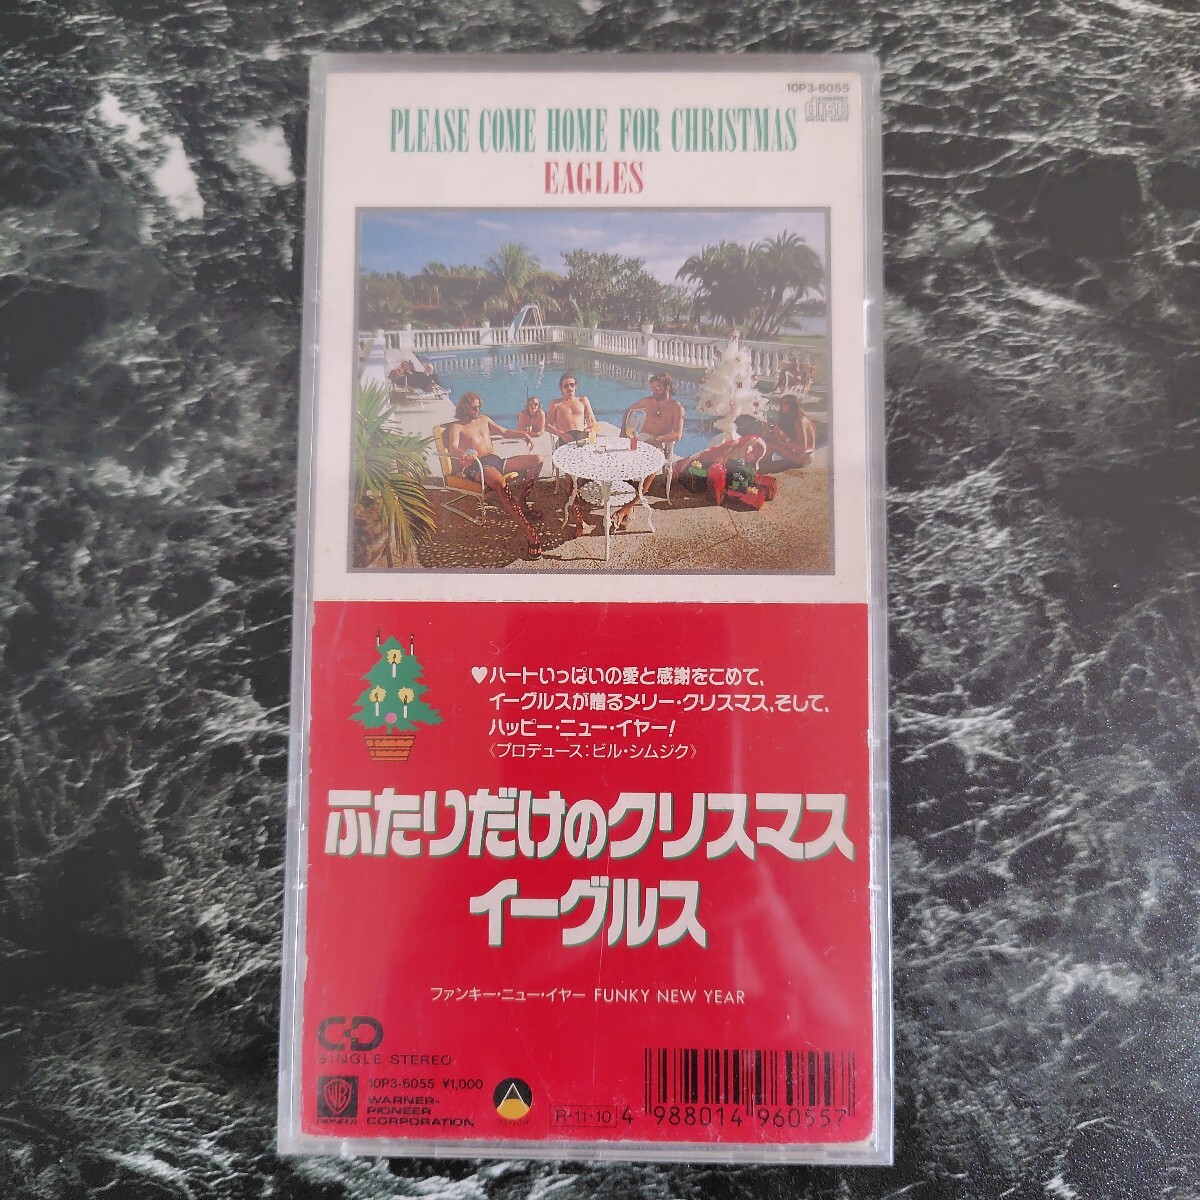 10P3-6055
COMPACT
disc
DIGITAL AUDIO
PLEASE COME HOME FOR CHRISTMAS
EAGLES
♥ハートいっぱいの愛と感謝をこめて、
イーグルスが贈るメリー・クリスマス、そして、
ハッピー・ニュー・イヤー!
《プロデュース:ビル・シムジク》
ふたりだけのクリスマス
イーグルス
ファンキー・ニュー・イヤー FUNKY NEW YEAR
CD
SINGLE STEREO
10P3-6055 ¥1,000
WARNER-
PIONEER
CORPORATION
R・11・10
4 988014 960557